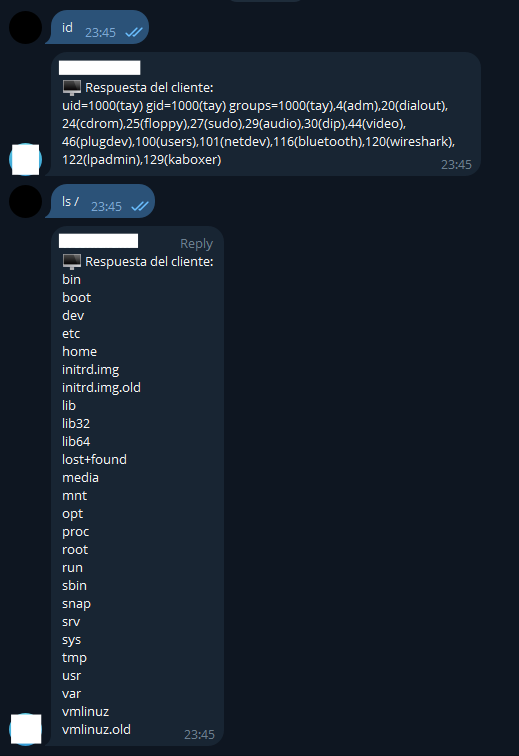 id 23:45
Respuesta del cliente:
uid=1000(tay) gid=1000(tay) groups=1000(tay),4(adm),20(dialout),
24(cdrom),25(floppy),27(sudo),29(audio),30(dip),44(video),
46(plugdev),100(users),101(netdev),116(bluetooth),120(wireshark),
122(lpadmin),129(kaboxer)
23:45
ls / 23:45
Reply
Respuesta del cliente:
bin
boot
dev
etc
home
initrd.img
initrd.img.old
lib
lib32
lib64
lost+found
media
mnt
opt
proc
root
run
sbin
snap
srv
sys
tmp
usr
var
vmlinuz
vmlinuz.old
23:45